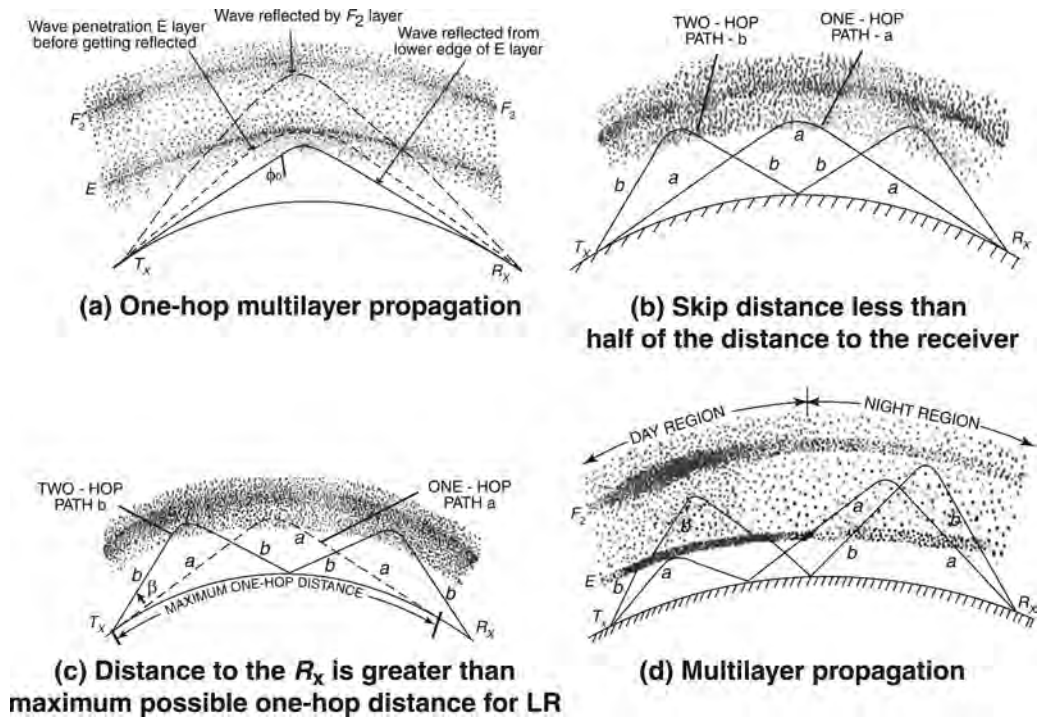 Wave penetration E layer
before getting reflected
Wave reflected by F₂ layer
Wave reflected from
lower edge of E layer
F₂
F₂
E
ϕ₀
Tₓ
Rₓ
(a) One-hop multilayer propagation
TWO - HOP
PATH - b
ONE - HOP
PATH - a
a
b
b
b
a
a
Tₓ
Rₓ
(b) Skip distance less than
half of the distance to the receiver
TWO - HOP
PATH b
ONE - HOP
PATH a
a
b
b
a
b
a
b
β
MAXIMUM ONE-HOP DISTANCE
Tₓ
Rₓ
(c) Distance to the Rₓ is greater than
maximum possible one-hop distance for LR
DAY REGION
NIGHT REGION
F₂
a
b
E
b
a
b
a
Tₓ
Rₓ
(d) Multilayer propagation